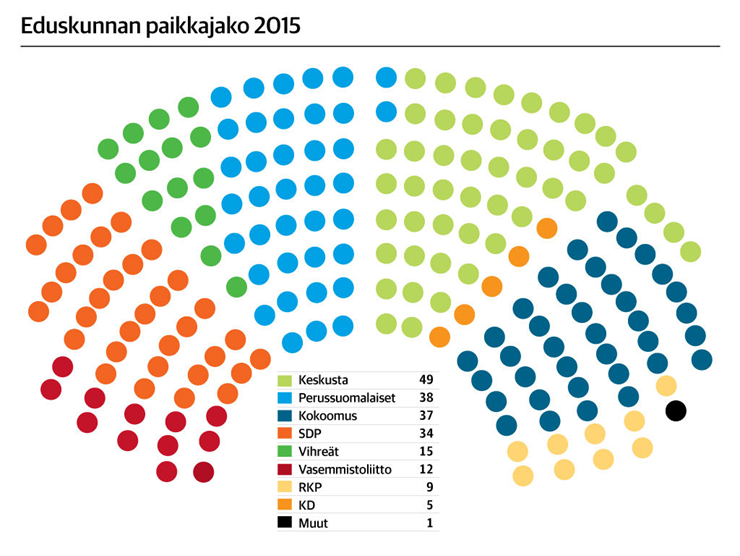 Eduskunnan paikkajako 2015
Keskusta 49
Perussuomalaiset 38
Kokoomus 37
SDP 34
Vihreät 15
Vasemmistoliitto 12
RKP 9
KD 5
Muut 1